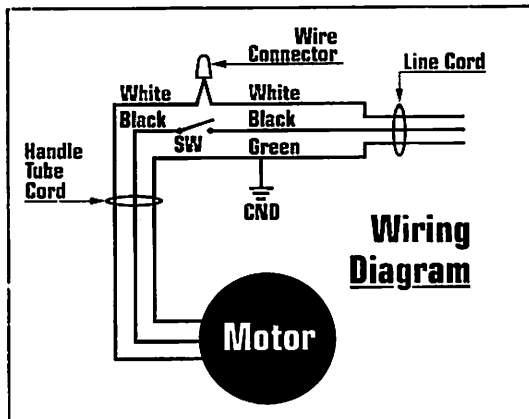 Wire
Connector
Line Cord
White
White
Black
Black
SW
Green
Handle
Tube
Cord
GND
Wiring
Diagram
Motor